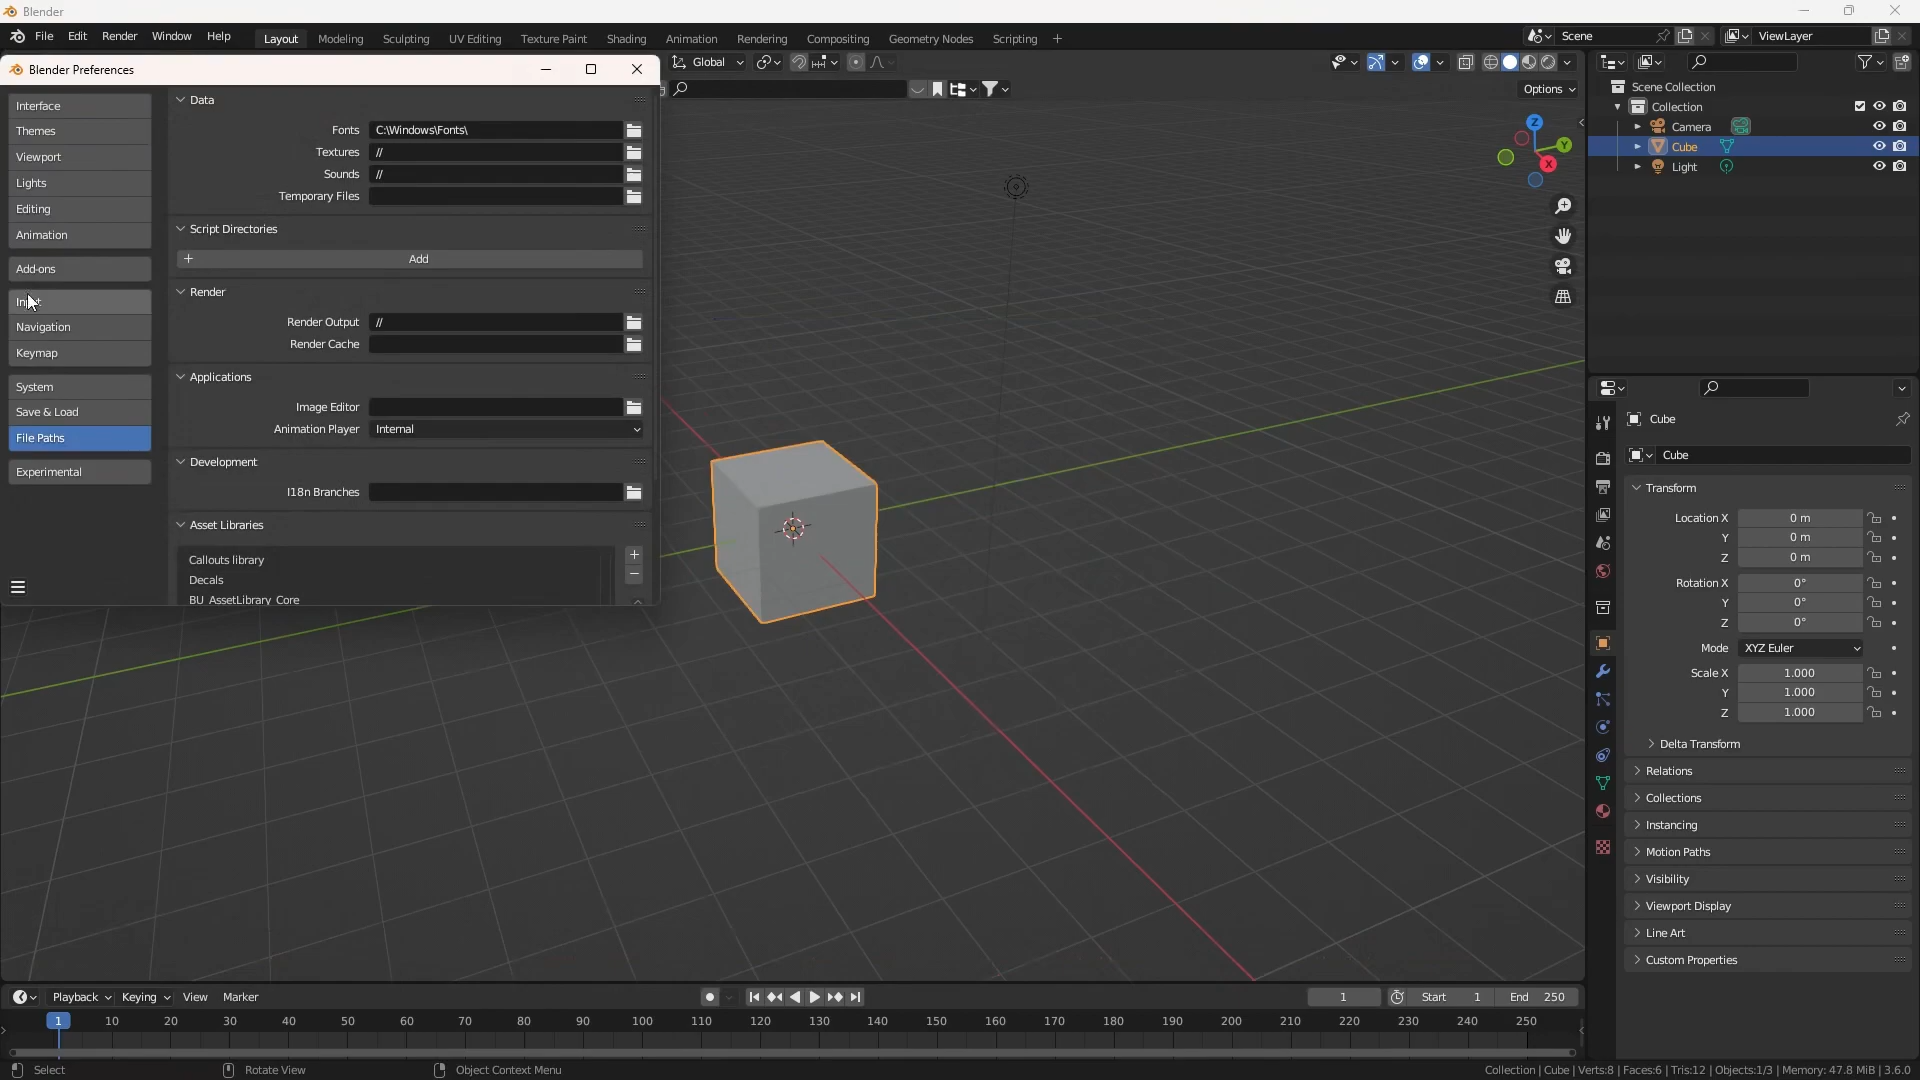 Blender
File Edit Render Window Help Layout Modeling Sculpting UV Editing Texture Paint Shading Animation Rendering Compositing Geometry Nodes Scripting + Scene ViewLayer
Blender Preferences
Global
Options
Interface
Themes
Viewport
Lights
Editing
Animation
Add-ons
Navigation
Keymap
System
Save & Load
File Paths
Experimental
Data
Fonts C:\Windows\Fonts\
Textures //
Sounds //
Temporary Files
Script Directories
+ Add
Render
Render Output //
Render Cache
Applications
Image Editor
Animation Player Internal
Development
I18n Branches
Asset Libraries
Callouts library
Decals
BU_AssetLibrary_Core
Z
Y
X
Scene Collection
Collection
Camera
Cube
Light
Cube
Cube
Transform
Location X 0 m
Y 0 m
Z 0 m
Rotation X 0°
Y 0°
Z 0°
Mode XYZ Euler
Scale X 1.000
Y 1.000
Z 1.000
Delta Transform
Relations
Collections
Instancing
Motion Paths
Visibility
Viewport Display
Line Art
Custom Properties
Playback Keying View Marker 1 Start 1 End 250
1 10 20 30 40 50 60 70 80 90 100 110 120 130 140 150 160 170 180 190 200 210 220 230 240 250
Select Rotate View Object Context Menu Collection | Cube | Verts:8 | Faces:6 | Tris:12 | Objects:1/3 | Memory: 47.8 MiB | 3.6.0